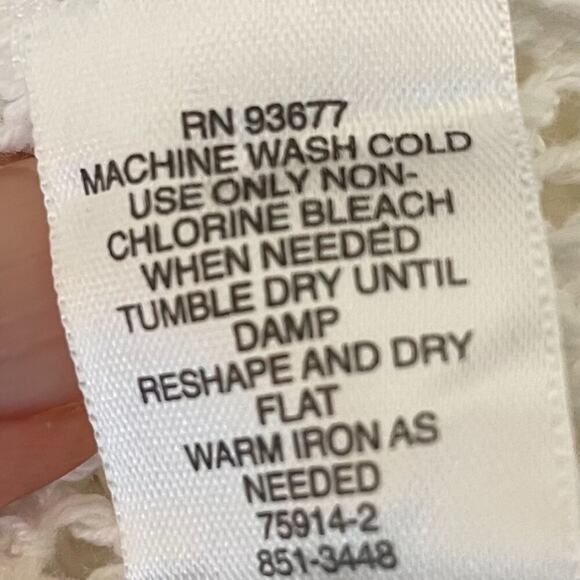 RN 93677
MACHINE WASH COLD
USE ONLY NON-
CHLORINE BLEACH
WHEN NEEDED
TUMBLE DRY UNTIL
DAMP
RESHAPE AND DRY
FLAT
WARM IRON AS
NEEDED
75914-2
851-3448